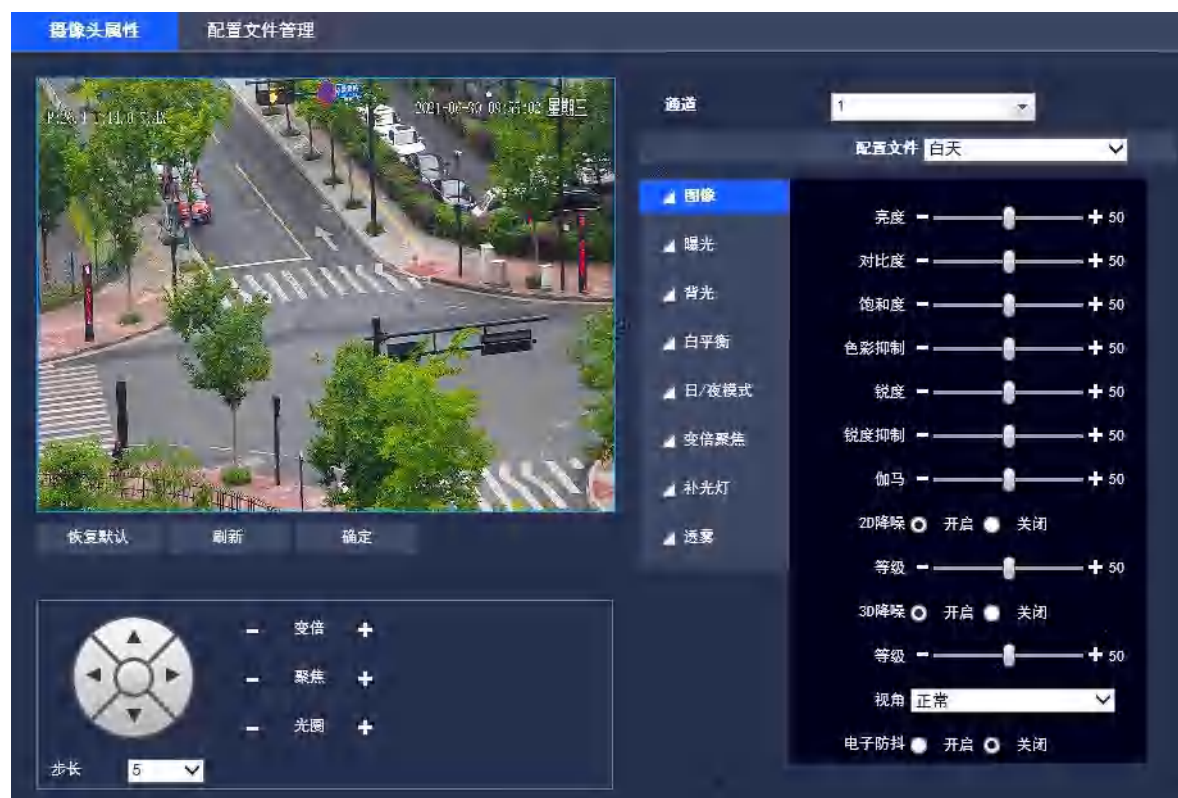 摄像头属性 配置文件管理
星期三
通道 1
配置文件 白天
图像
曝光
背光
白平衡
日/夜模式
变倍聚焦
补光灯
透雾
亮度 50
对比度 50
饱和度 50
色彩抑制 50
锐度 50
锐度抑制 50
伽马 50
2D降噪 开启 关闭
等级 50
3D降噪 开启 关闭
等级 50
视角 正常
电子防抖 开启 关闭
恢复默认 刷新 确定
变倍
聚焦
光圈
步长 5